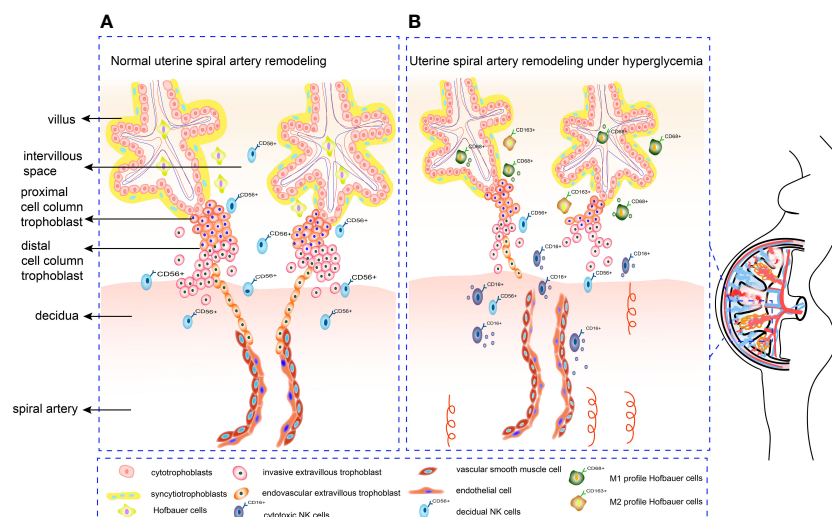 A
B
Normal uterine spiral artery remodeling
Uterine spiral artery remodeling under hyperglycemia
villus
intervillous
space
proximal
cell column
trophoblast
distal
cell column
trophoblast
decidua
spiral artery
CD56+
CD56+
CD56+
CD56+
CD56+
CD56+
CD56+
CD56+
CD56+
CD163+
CD68+
CD68+
CD68+
CD68+
CD163+
CD68+
CD56+
CD16+
CD16+
CD16+
CD56+
CD16+
CD56+
CD16+
CD16+
cytotrophoblasts
invasive extravillous trophoblast
vascular smooth muscle cell
CD68+
M1 profile Hofbauer cells
syncytiotrophoblasts
endovascular extravillous trophoblast
endothelial cell
CD163+
M2 profile Hofbauer cells
Hofbauer cells
CD16+
cytotoxic NK cells
CD56+
decidual NK cells